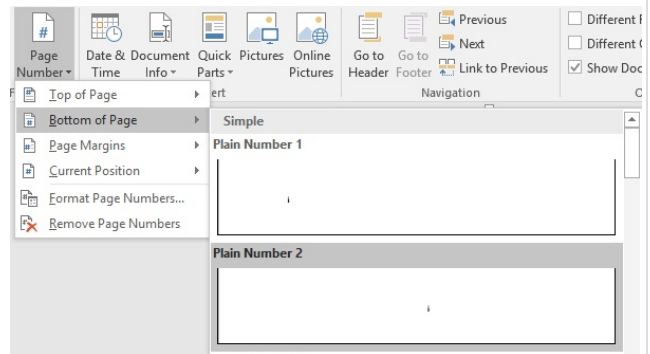 Previous
Different
Next
Different
Page Number
Date & Time
Document Info
Quick Parts
Pictures
Online Pictures
Go to Header
Go to Footer
Link to Previous
Show Doc
ert
Navigation
Top of Page
Bottom of Page
Page Margins
Current Position
Format Page Numbers...
Remove Page Numbers
Simple
Plain Number 1
1
Plain Number 2
1